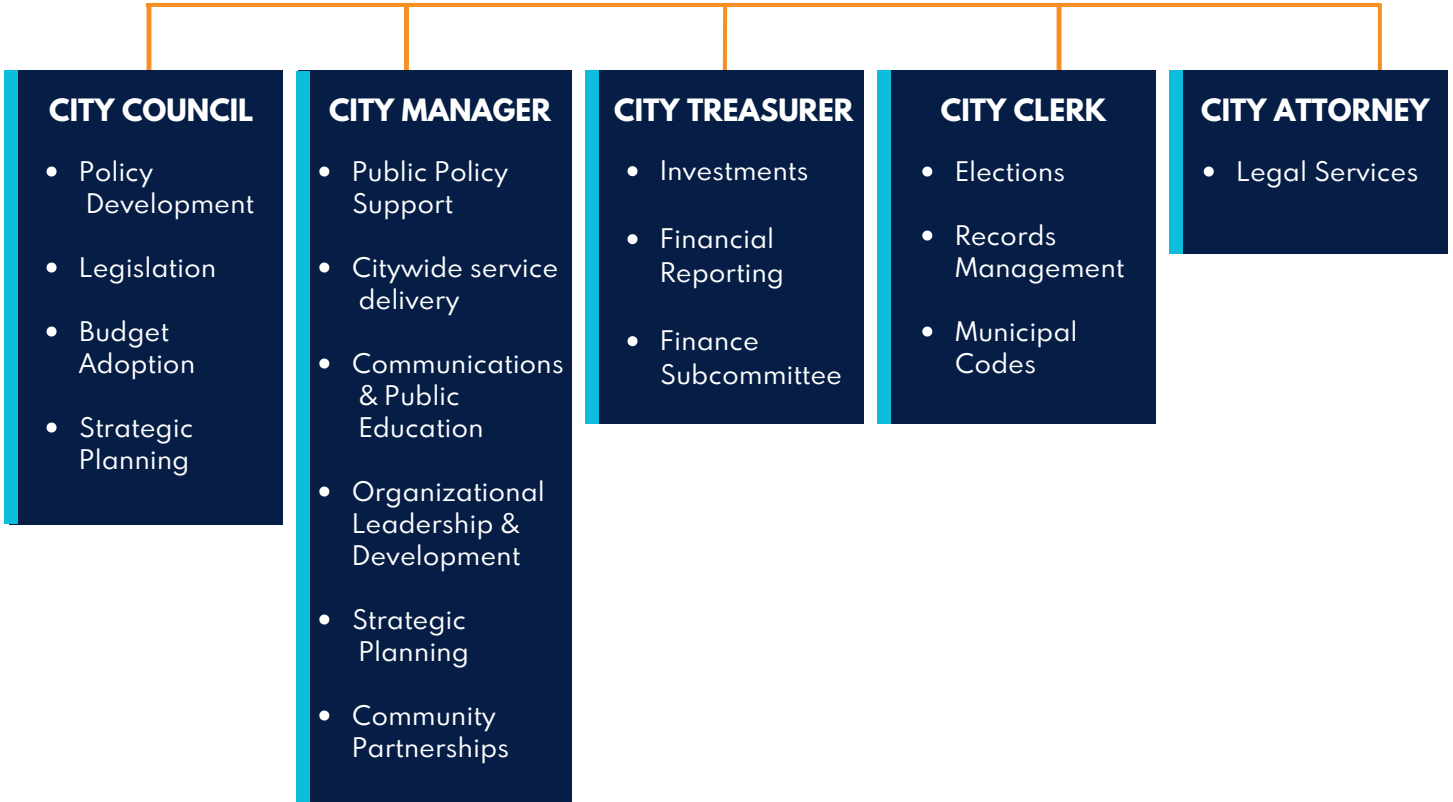 CITY COUNCIL
• Policy
Development
• Legislation
• Budget
Adoption
• Strategic
Planning
CITY MANAGER
• Public Policy
Support
• Citywide service
delivery
• Communications
& Public
Education
• Organizational
Leadership &
Development
• Strategic
Planning
• Community
Partnerships
CITY TREASURER
• Investments
• Financial
Reporting
• Finance
Subcommittee
CITY CLERK
• Elections
• Records
Management
• Municipal
Codes
CITY ATTORNEY
• Legal Services